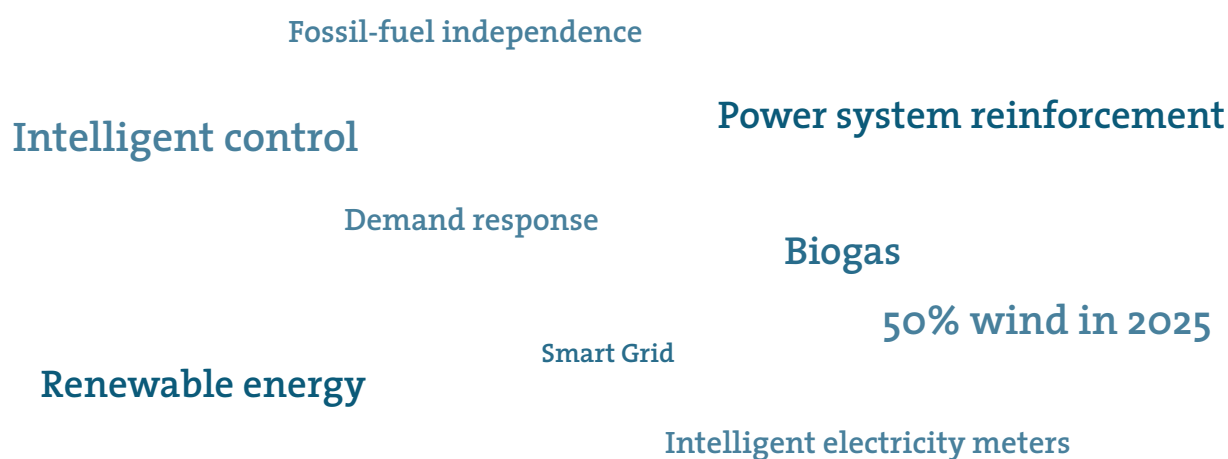 Fossil-fuel independence
Power system reinforcement
Intelligent control
Demand response
Biogas
50% wind in 2025
Smart Grid
Renewable energy
Intelligent electricity meters